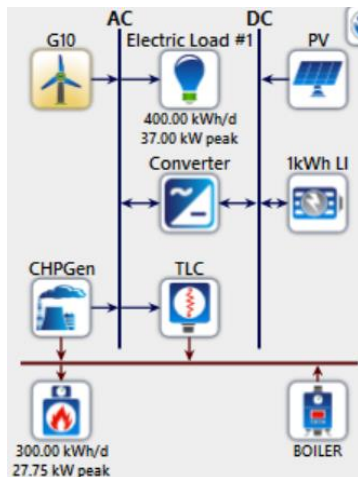 AC DC
G10 Electric Load #1 PV
400.00 kWh/d
37.00 kW peak
Converter 1kWh LI
CHPGen TLC
300.00 kWh/d
27.75 kW peak
BOILER